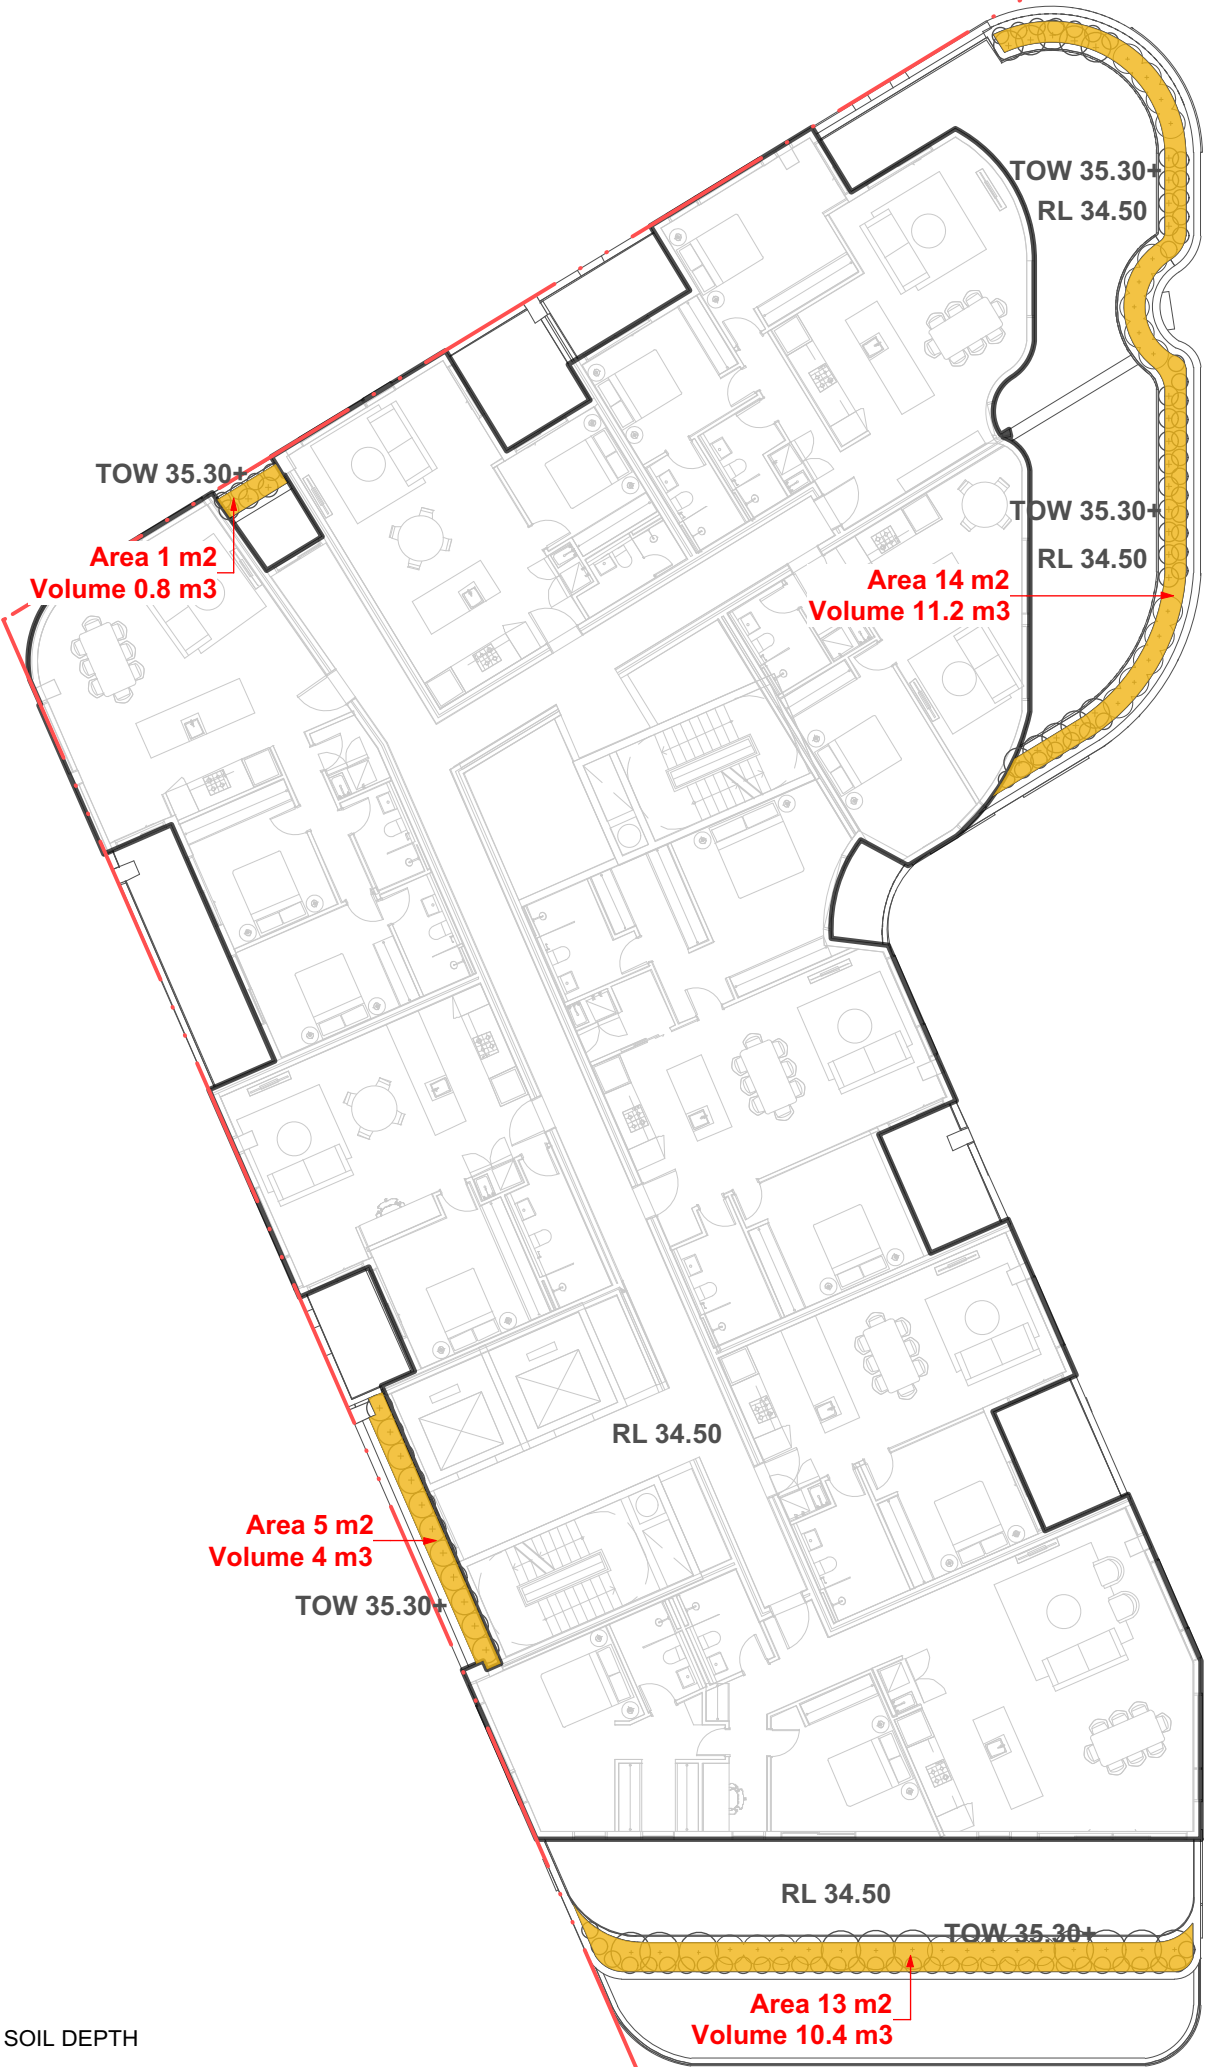 TOW 35.30+
RL 34.50
TOW 35.30+
Area 1 m2
Volume 0.8 m3
TOW 35.30+
RL 34.50
Area 14 m2
Volume 11.2 m3
RL 34.50
Area 5 m2
Volume 4 m3
TOW 35.30+
RL 34.50
TOW 35.30+
Area 13 m2
Volume 10.4 m3
SOIL DEPTH